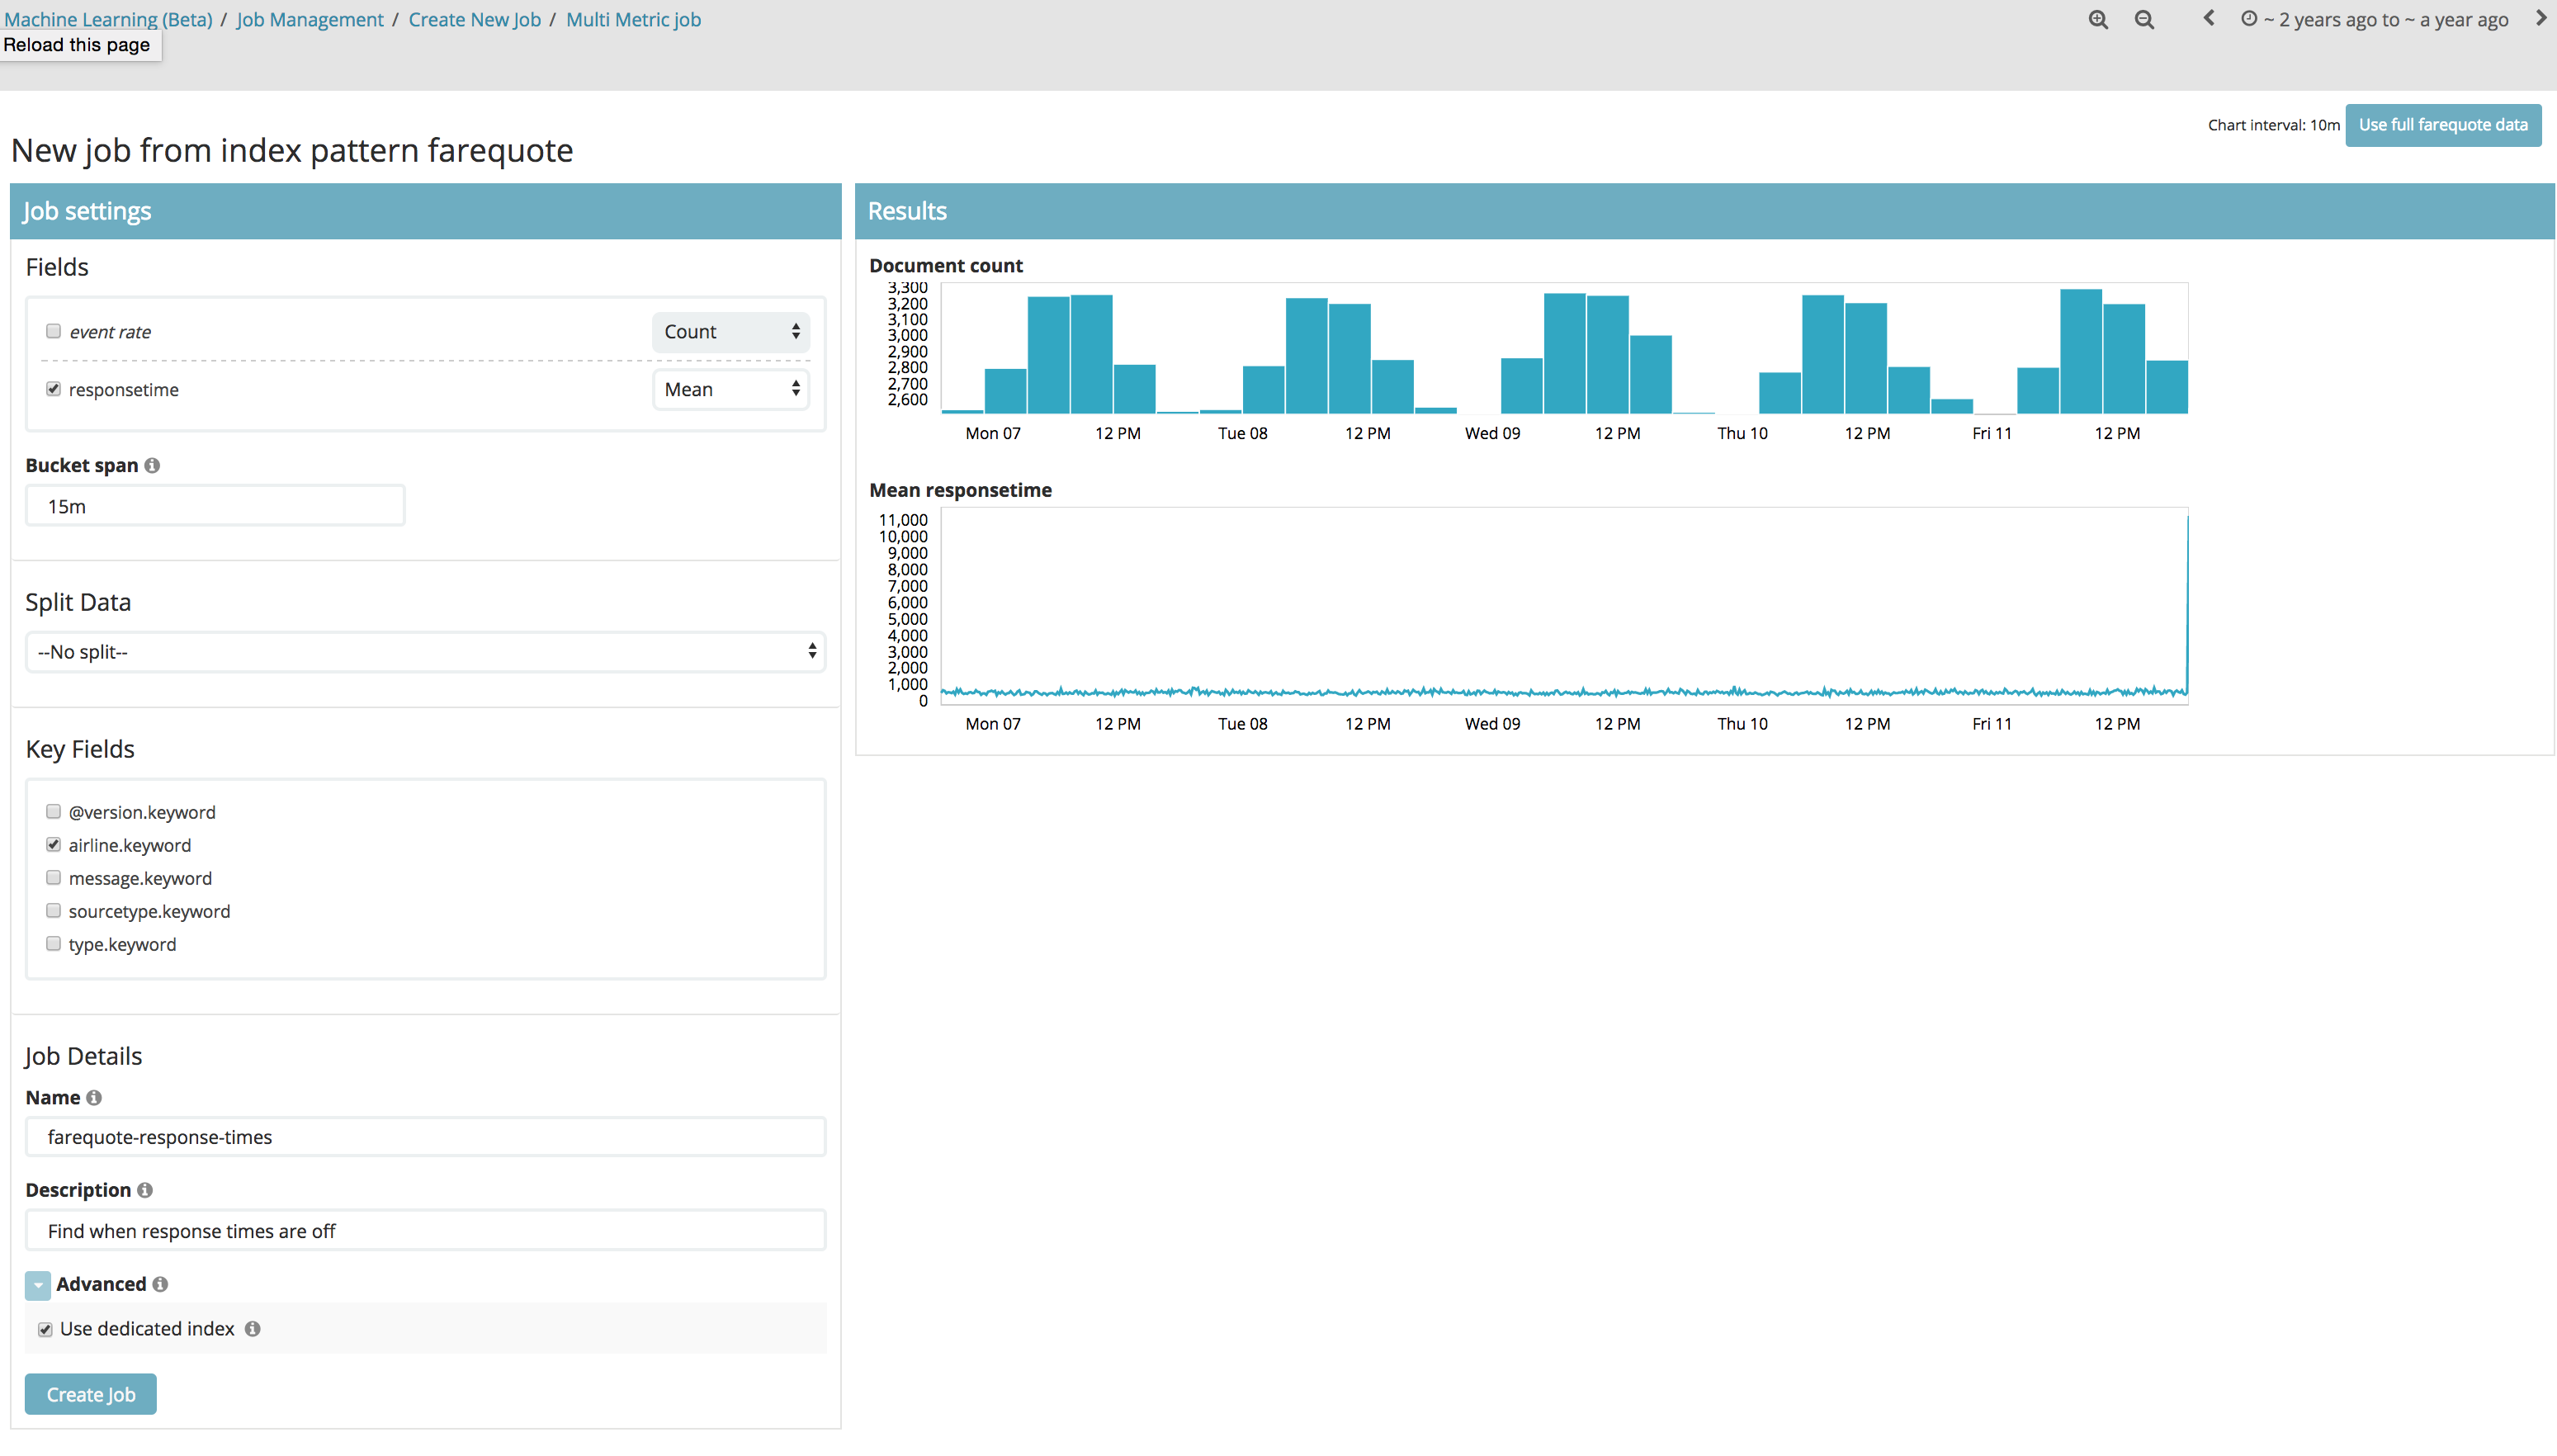 Machine Learning (Beta) / Job Management / Create New Job / Multi Metric job
~ 2 years ago to ~ a year ago
Reload this page
Chart interval: 10m
Use full farequote data
New job from index pattern farequote
Job settings
Fields
event rate
Count
responsetime
Mean
Bucket span
15m
Split Data
--No split--
Key Fields
@version.keyword
airline.keyword
message.keyword
sourcetype.keyword
type.keyword
Job Details
Name
farequote-response-times
Description
Find when response times are off
Advanced
Use dedicated index
Create Job
Results
Document count
3,300
3,200
3,100
3,000
2,900
2,800
2,700
2,600
Mon 07 12 PM Tue 08 12 PM Wed 09 12 PM Thu 10 12 PM Fri 11 12 PM
Mean responsetime
11,000
10,000
9,000
8,000
7,000
6,000
5,000
4,000
3,000
2,000
1,000
0
Mon 07 12 PM Tue 08 12 PM Wed 09 12 PM Thu 10 12 PM Fri 11 12 PM